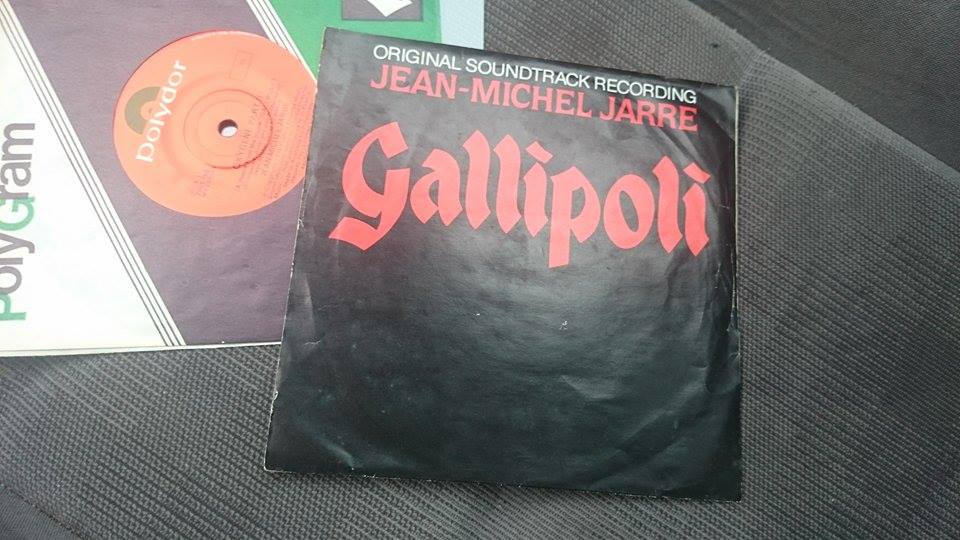 ORIGINAL SOUNDTRACK RECORDING
JEAN-MICHEL JARRE
Gallipoli
polydor
PolyGram